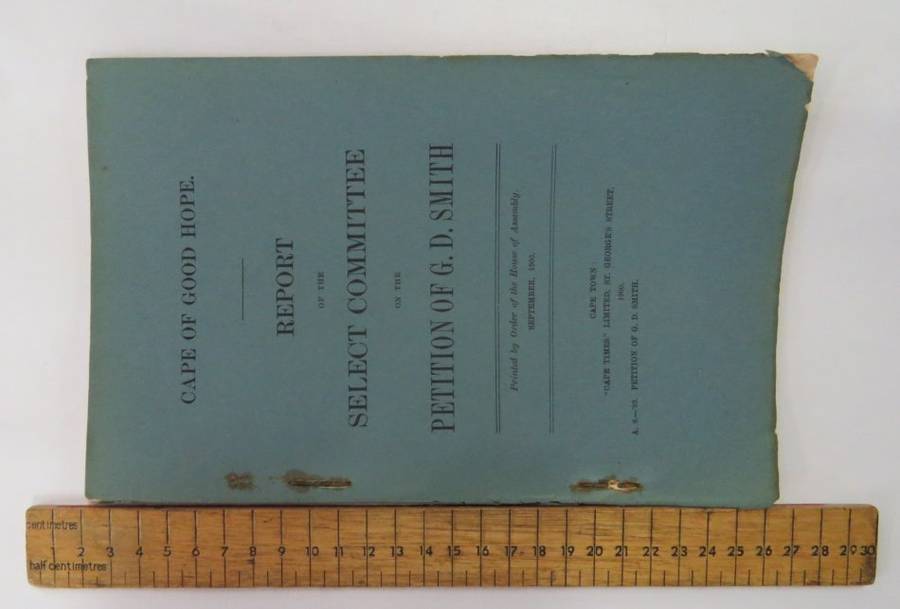 CAPE OF GOOD HOPE.
REPORT
OF THE
SELECT COMMITTEE
ON THE
PETITION OF G. D. SMITH
Printed by Order of the House of Assembly.
SEPTEMBER, 1900.
CAPE TOWN:
"CAPE TIMES" LIMITED, ST. GEORGE'S STREET.
1900.
PETITION OF G. D. SMITH.
centimetres
1 2 3 4 5 6 7 8 9 10 11 12 13 14 15 16 17 18 19 20 21 22 23 24 25 26 27 28 29 30
half centimetres